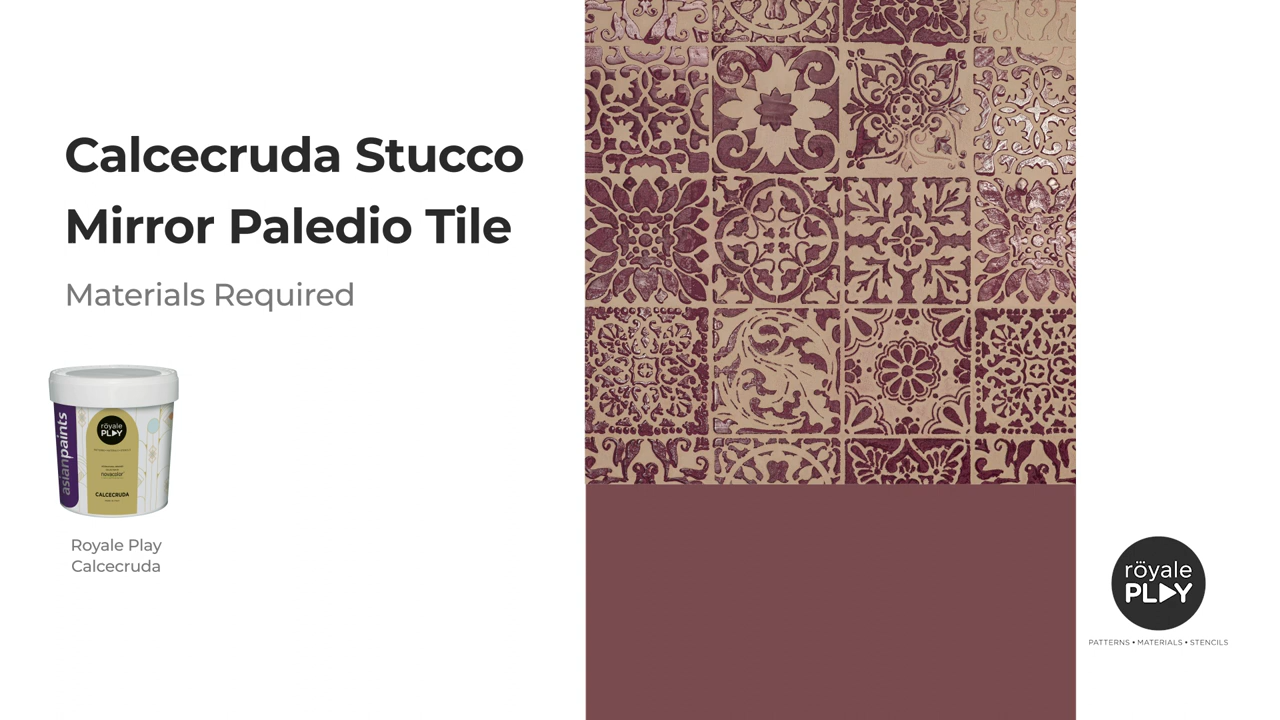 Calcecruda Stucco
Mirror Paledio Tile
Materials Required
asianpaints
röyale
PLAY
CALCECRUDA
Royale Play
Calcecruda
röyale
PLAY
PATTERNS • MATERIALS • STENCILS